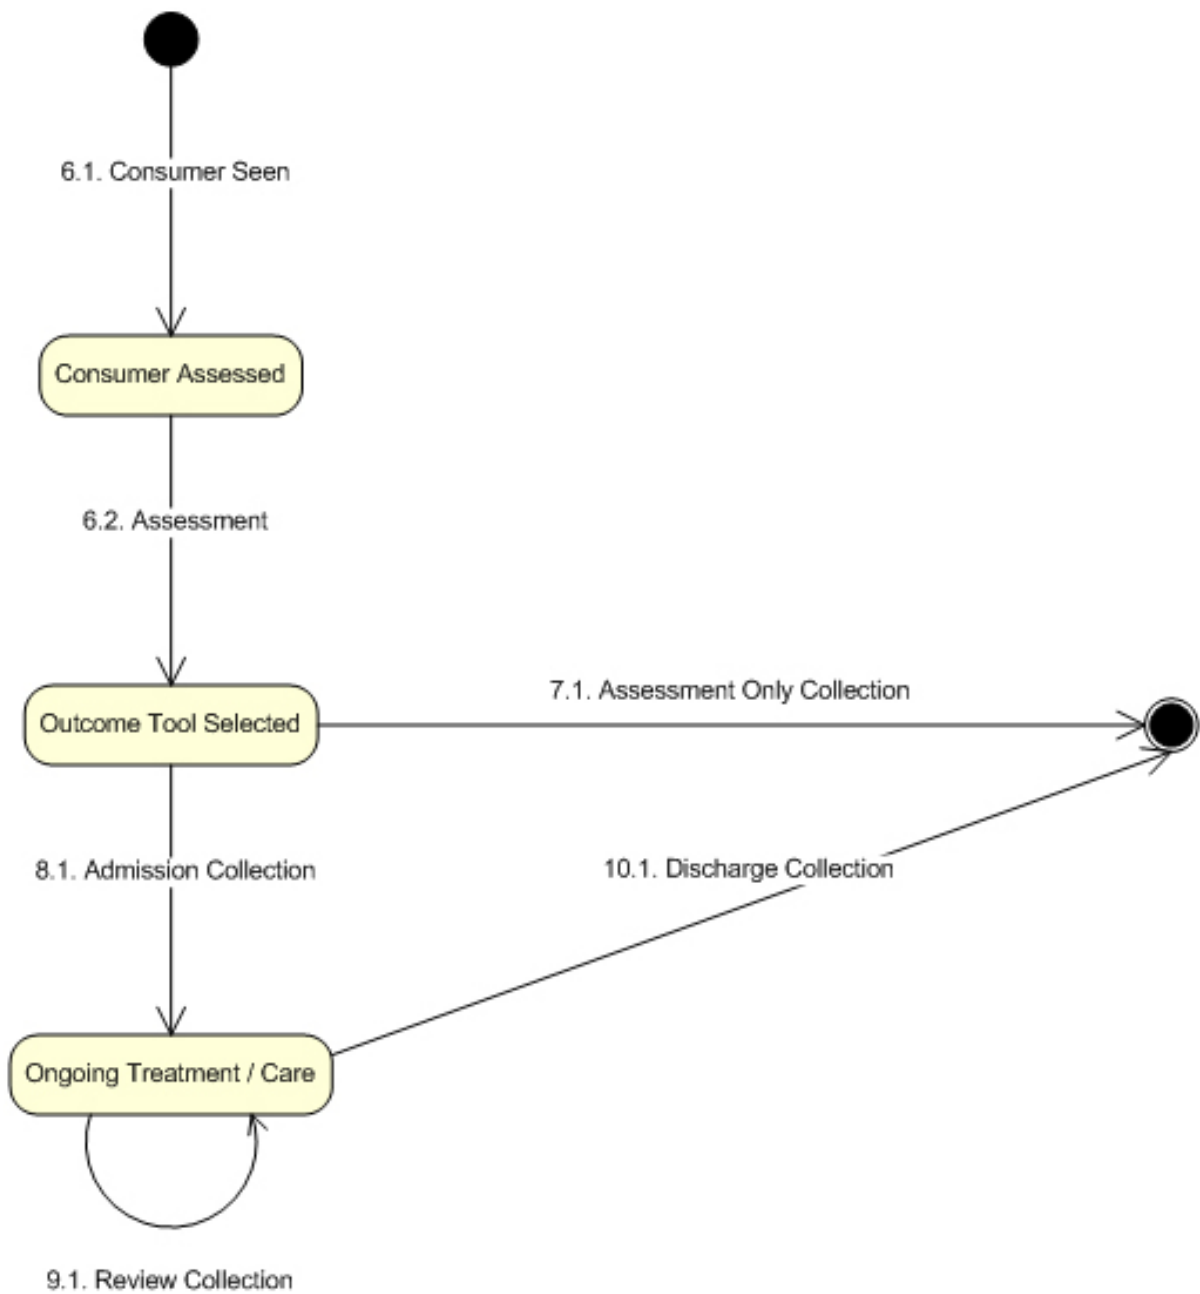 6.1. Consumer Seen
Consumer Assessed
6.2. Assessment
7.1. Assessment Only Collection
Outcome Tool Selected
8.1. Admission Collection
10.1. Discharge Collection
Ongoing Treatment / Care
9.1. Review Collection